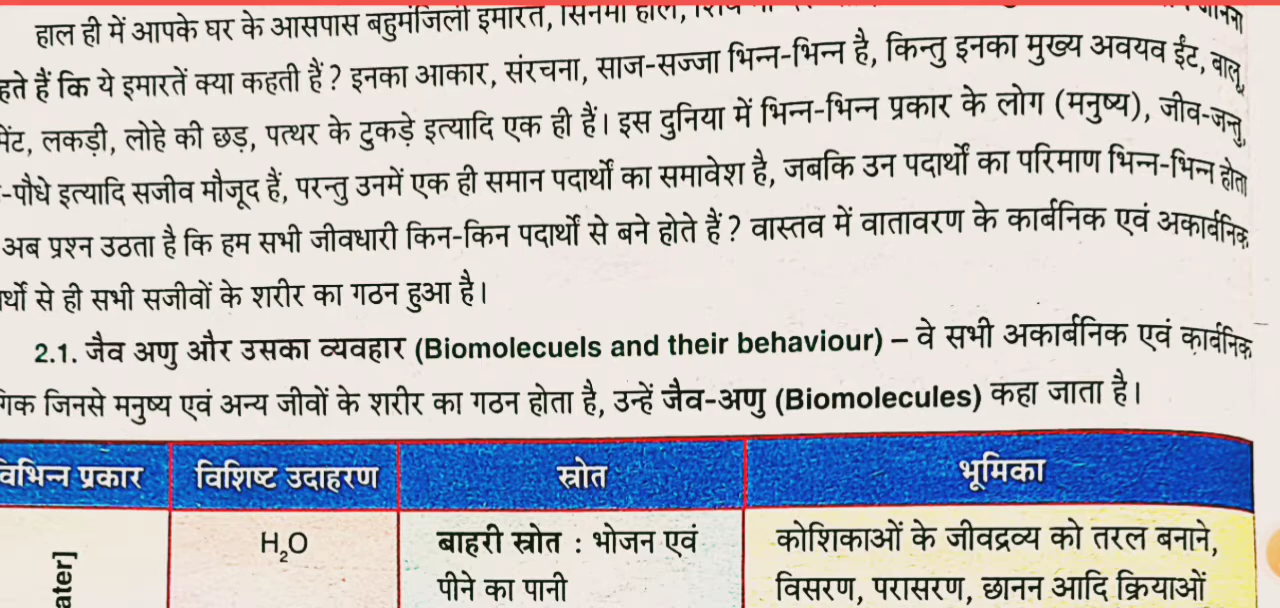 हाल ही में आपके घर के आसपास बहुमंजिली इमारत, सिनेमा हॉल,
हते हैं कि ये इमारतें क्या कहती हैं ? इनका आकार, संरचना, साज-सज्जा भिन्न-भिन्न है, किन्तु इनका मुख्य अवयव ईंट, बालू,
मेंट, लकड़ी, लोहे की छड़, पत्थर के टुकड़े इत्यादि एक ही हैं। इस दुनिया में भिन्न-भिन्न प्रकार के लोग (मनुष्य), जीव-जन्तु,
-पौधे इत्यादि सजीव मौजूद हैं, परन्तु उनमें एक ही समान पदार्थों का समावेश है, जबकि उन पदार्थों का परिमाण भिन्न-भिन्न होता
अब प्रश्न उठता है कि हम सभी जीवधारी किन-किन पदार्थों से बने होते हैं ? वास्तव में वातावरण के कार्बनिक एवं अकार्बनिक
र्थों से ही सभी सजीवों के शरीर का गठन हुआ है।
2.1. जैव अणु और उसका व्यवहार (Biomolecuels and their behaviour) – वे सभी अकार्बनिक एवं कार्बनिक
गिक जिनसे मनुष्य एवं अन्य जीवों के शरीर का गठन होता है, उन्हें जैव-अणु (Biomolecules) कहा जाता है।
विभिन्न प्रकार विशिष्ट उदाहरण स्रोत भूमिका
ater]
H₂O
बाहरी स्रोत : भोजन एवं
पीने का पानी
कोशिकाओं के जीवद्रव्य को तरल बनाने,
विसरण, परासरण, छानन आदि क्रियाओं